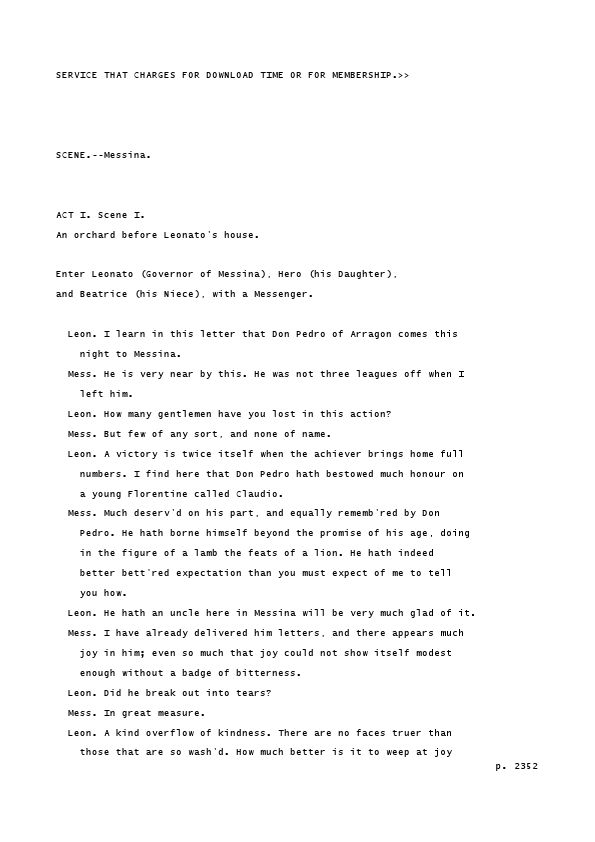 SERVICE THAT CHARGES FOR DOWNLOAD TIME OR FOR MEMBERSHIP.>>
SCENE.--Messina.
ACT I. Scene I.
An orchard before Leonato's house.
Enter Leonato (Governor of Messina), Hero (his Daughter),
and Beatrice (his Niece), with a Messenger.
Leon. I learn in this letter that Don Pedro of Arragon comes this
night to Messina.
Mess. He is very near by this. He was not three leagues off when I
left him.
Leon. How many gentlemen have you lost in this action?
Mess. But few of any sort, and none of name.
Leon. A victory is twice itself when the achiever brings home full
numbers. I find here that Don Pedro hath bestowed much honour on
a young Florentine called Claudio.
Mess. Much deserv'd on his part, and equally rememb'red by Don
Pedro. He hath borne himself beyond the promise of his age, doing
in the figure of a lamb the feats of a lion. He hath indeed
better bett'red expectation than you must expect of me to tell
you how.
Leon. He hath an uncle here in Messina will be very much glad of it.
Mess. I have already delivered him letters, and there appears much
joy in him; even so much that joy could not show itself modest
enough without a badge of bitterness.
Leon. Did he break out into tears?
Mess. In great measure.
Leon. A kind overflow of kindness. There are no faces truer than
those that are so wash'd. How much better is it to weep at joy
p. 2352